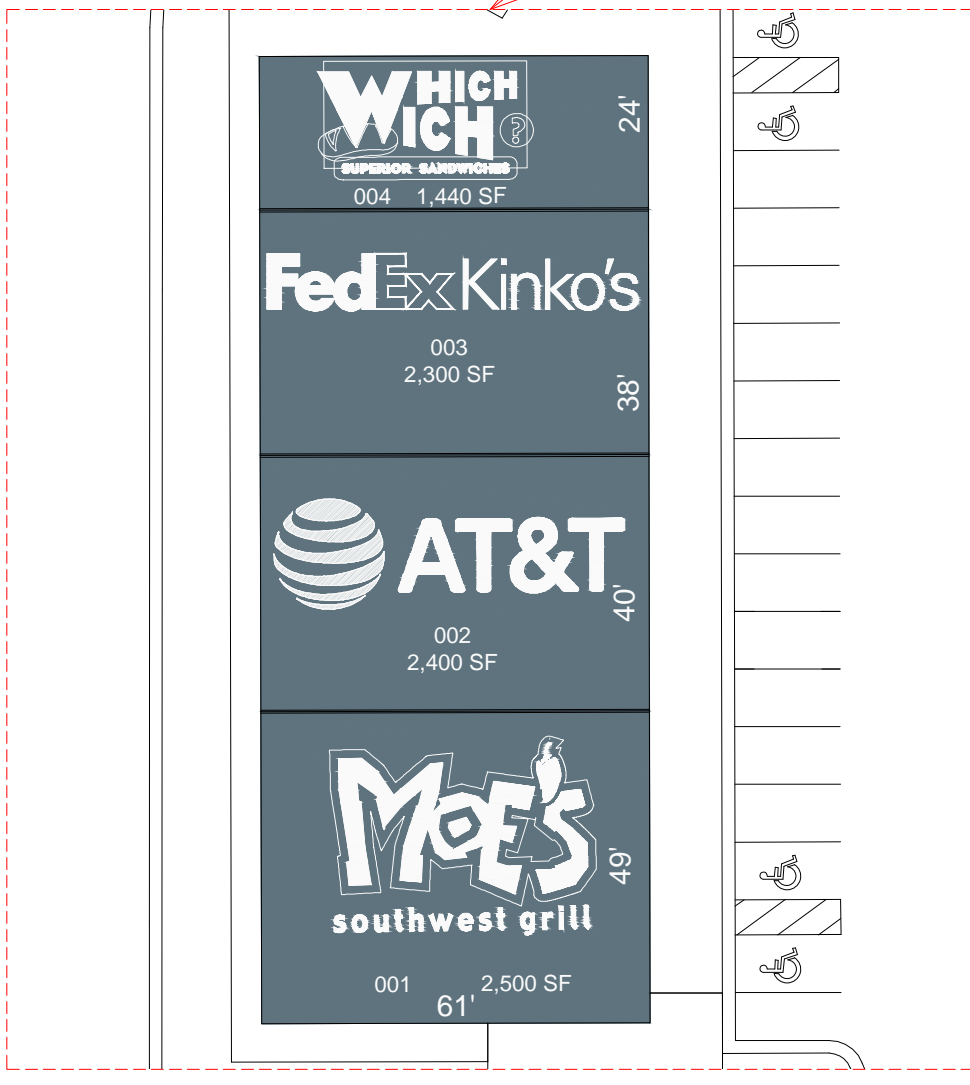 WHICH
WICH
?
SUPERIOR SANDWICHES
24'
004 1,440 SF
FedEx Kinko's
003
2,300 SF
38'
AT&T
40'
002
2,400 SF
MOE'S
49'
southwest grill
001 2,500 SF
61'